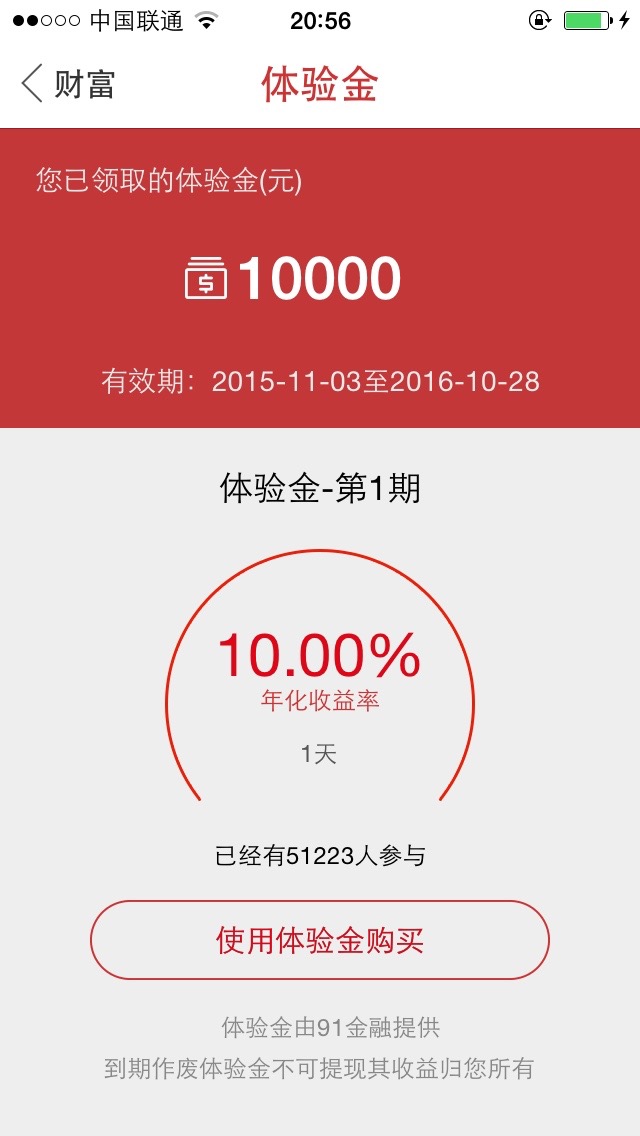 中国联通 20:56
财富 体验金
您已领取的体验金(元)
10000
有效期：2015-11-03至2016-10-28
体验金-第1期
10.00%
年化收益率
1天
已经有51223人参与
使用体验金购买
体验金由91金融提供
到期作废体验金不可提现其收益归您所有